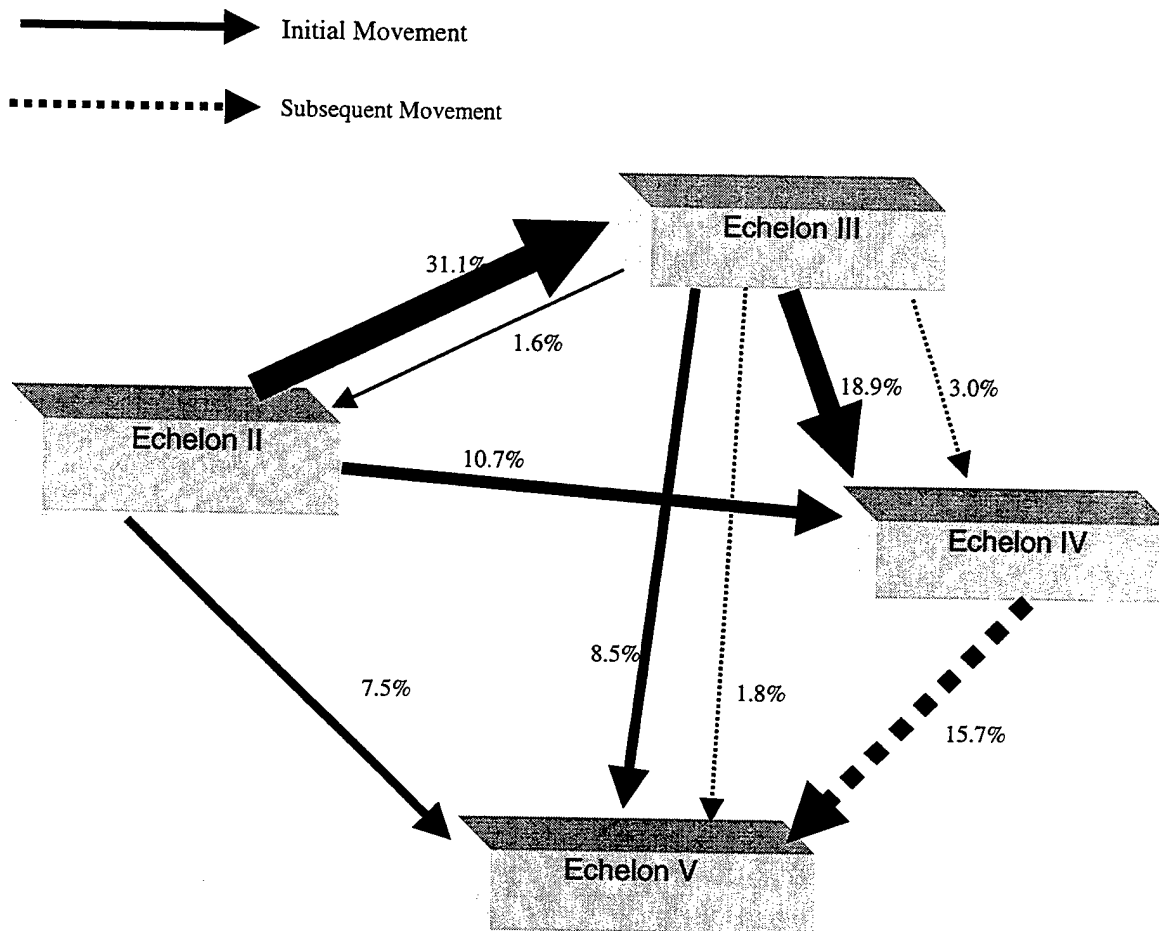 Initial Movement
Subsequent Movement
Echelon III
31.1%
1.6%
18.9%
3.0%
Echelon II
10.7%
Echelon IV
8.5%
7.5%
1.8%
15.7%
Echelon V